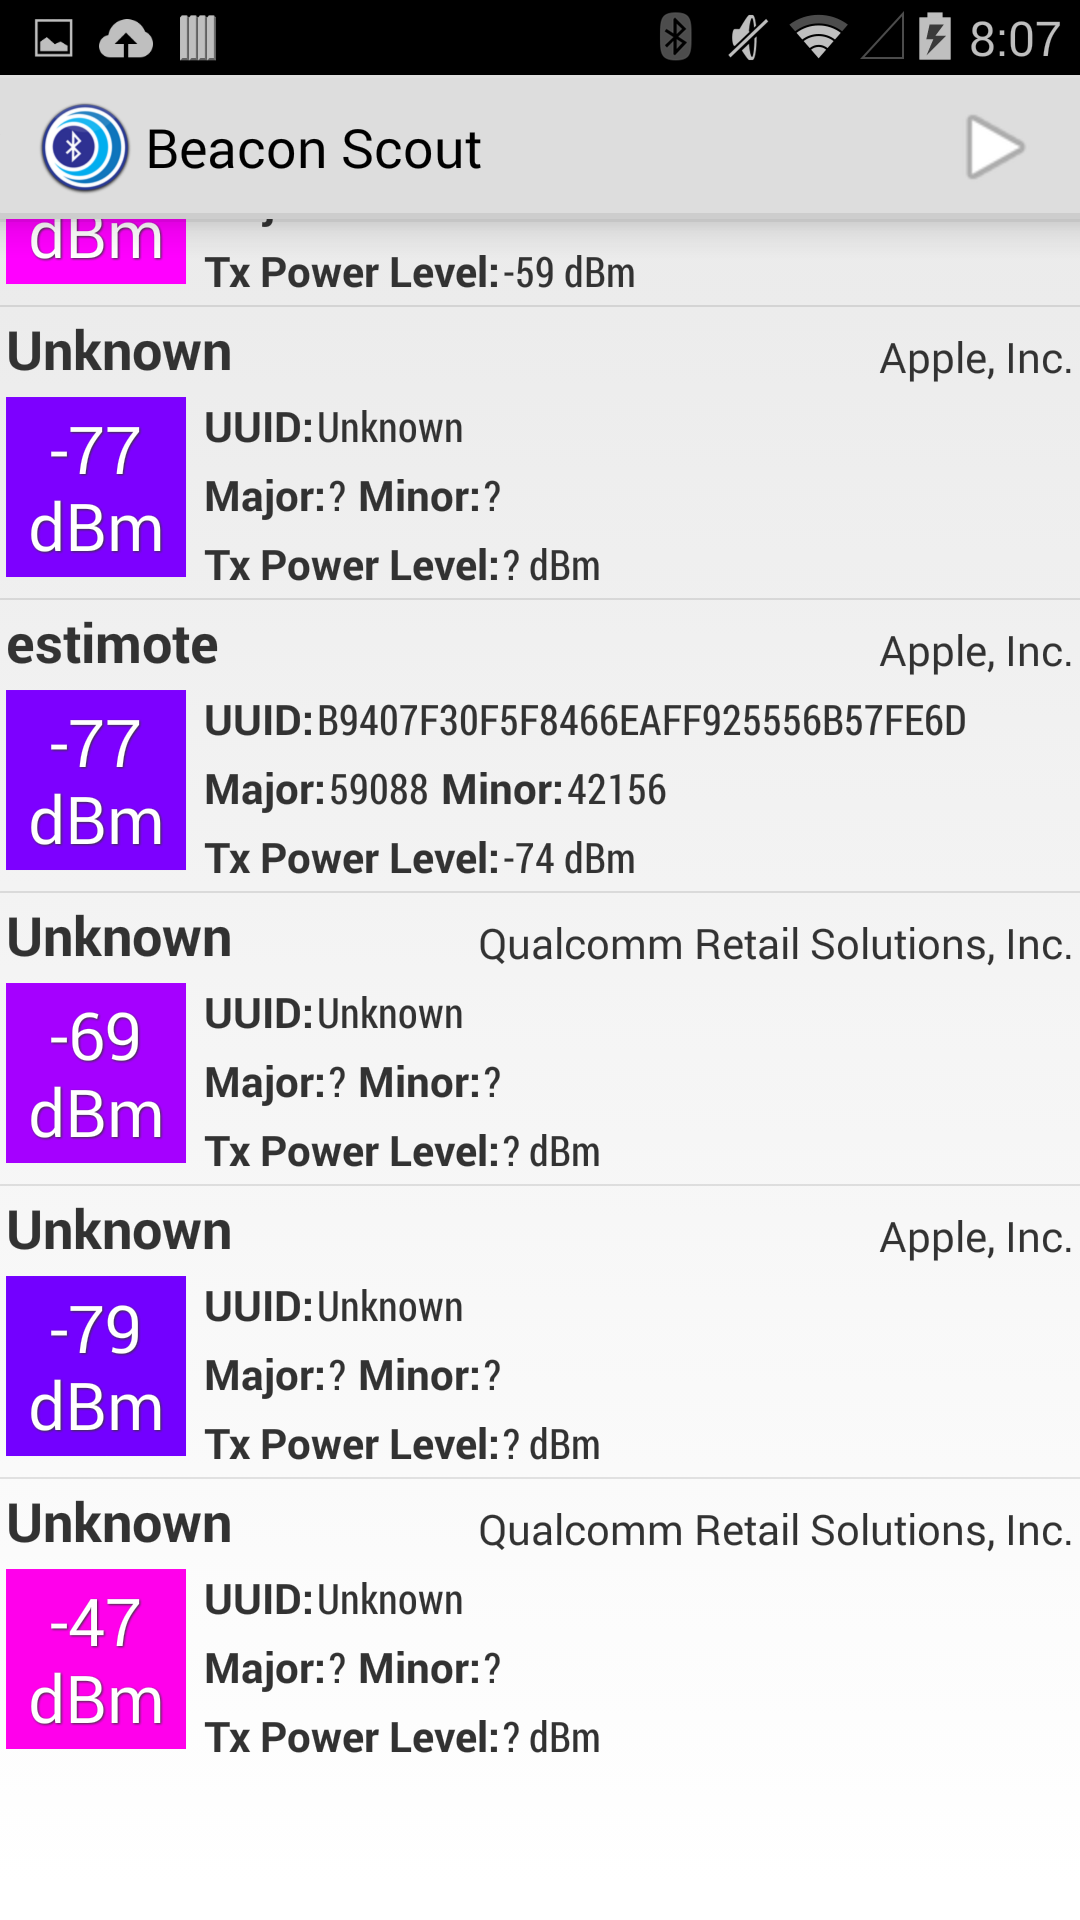 8:07
Beacon Scout
dBm
Tx Power Level:-59 dBm
Unknown
Apple, Inc.
-77
dBm
UUID:Unknown
Major:? Minor:?
Tx Power Level:? dBm
estimote
Apple, Inc.
-77
dBm
UUID:B9407F30F5F8466EAFF925556B57FE6D
Major:59088 Minor:42156
Tx Power Level:-74 dBm
Unknown
Qualcomm Retail Solutions, Inc.
-69
dBm
UUID:Unknown
Major:? Minor:?
Tx Power Level:? dBm
Unknown
Apple, Inc.
-79
dBm
UUID:Unknown
Major:? Minor:?
Tx Power Level:? dBm
Unknown
Qualcomm Retail Solutions, Inc.
-47
dBm
UUID:Unknown
Major:? Minor:?
Tx Power Level:? dBm